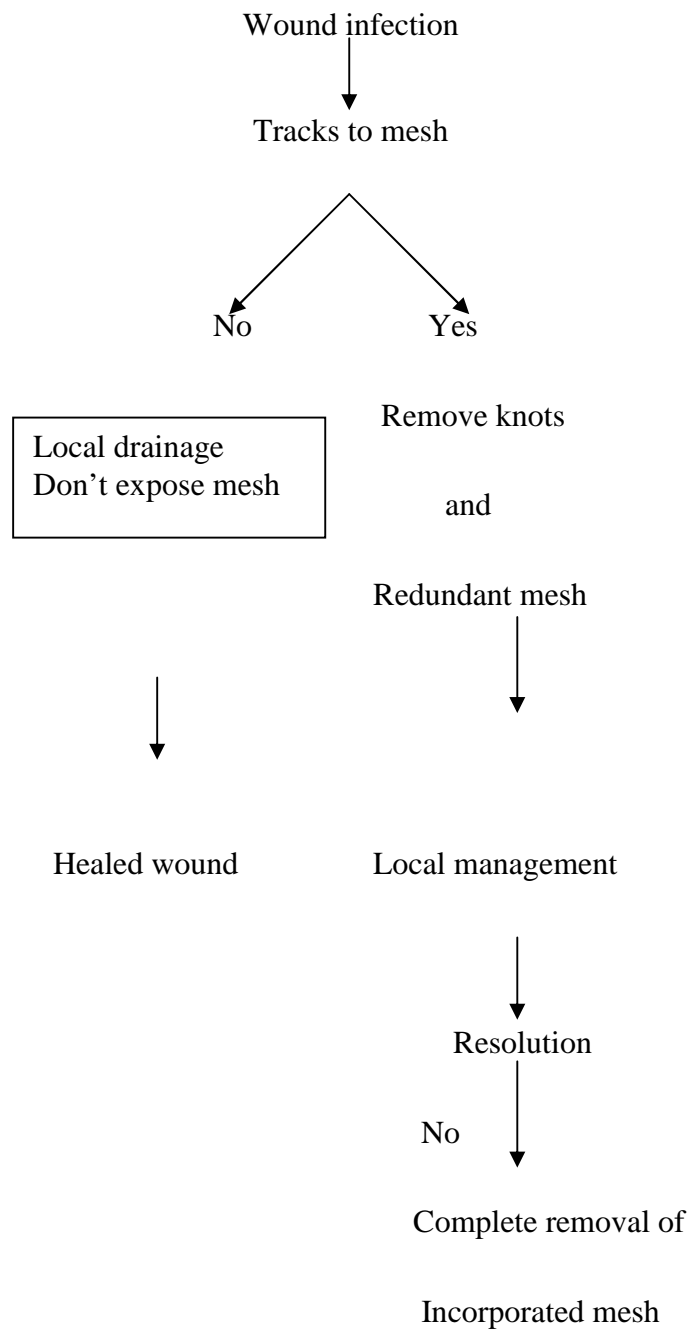 Wound infection
Tracks to mesh
No
Yes
Remove knots
Local drainage
Don’t expose mesh
and
Redundant mesh
Healed wound
Local management
Resolution
No
Complete removal of
Incorporated mesh